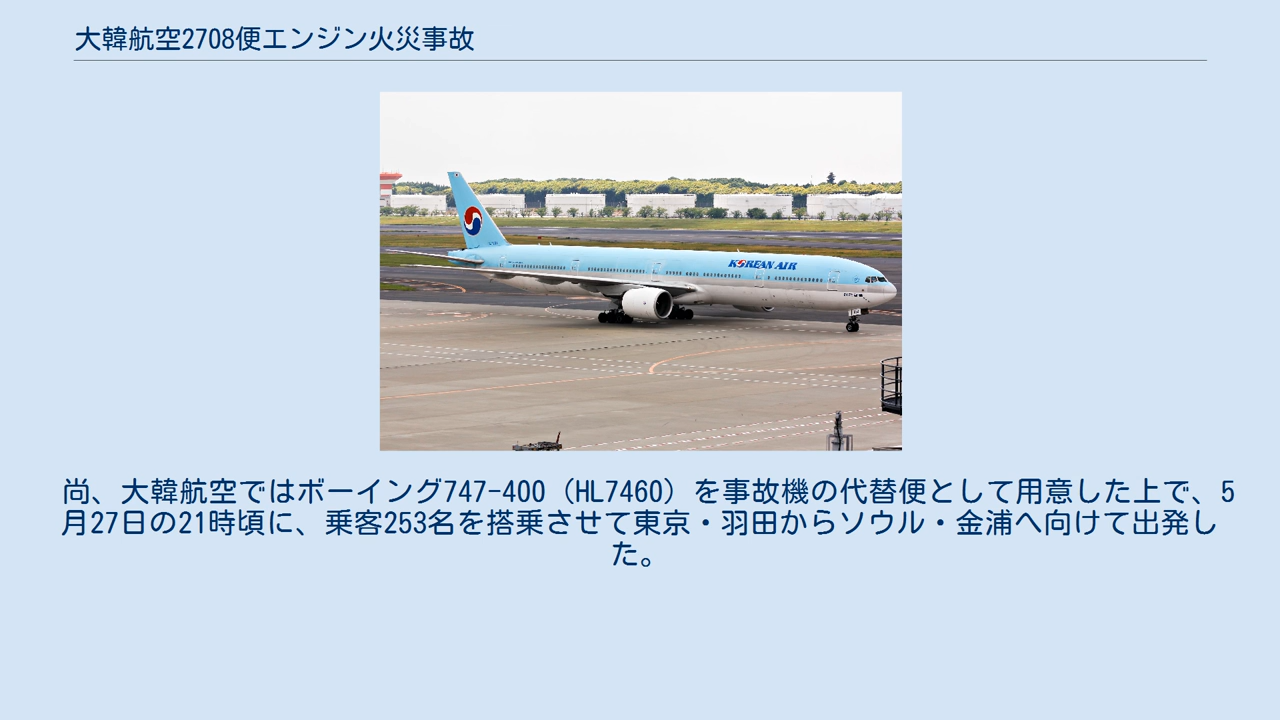 大韓航空2708便エンジン火災事故
KOREAN AIR
尚、大韓航空ではボーイング747-400（HL7460）を事故機の代替便として用意した上で、5
月27日の21時頃に、乗客253名を搭乗させて東京・羽田からソウル・金浦へ向けて出発し
た。